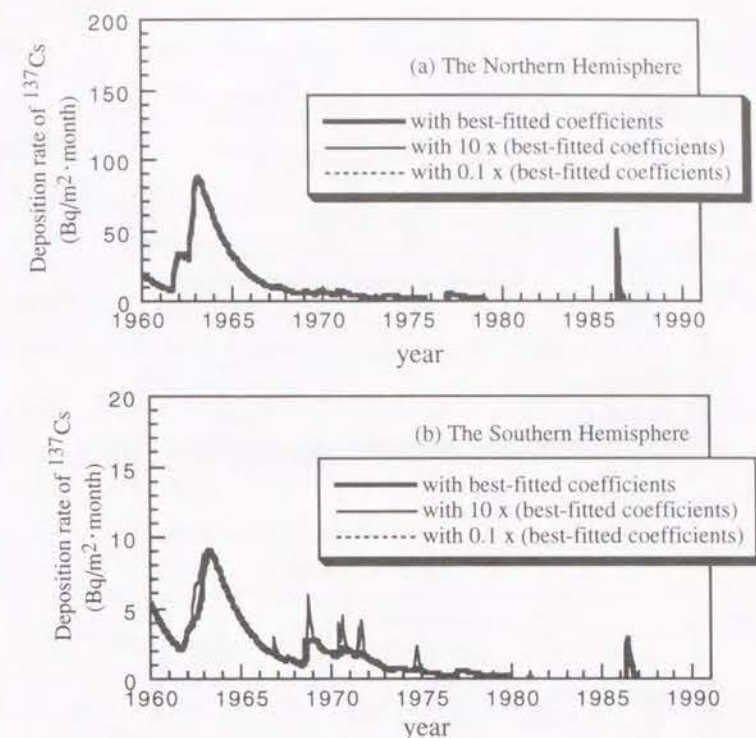 Deposition rate of ¹³⁷Cs
(Bq/m²·month)
200
150
100
50
0
(a) The Northern Hemisphere
with best-fitted coefficients
with 10 x (best-fitted coefficients)
with 0.1 x (best-fitted coefficients)
1960 1965 1970 1975 1980 1985 1990
year
Deposition rate of ¹³⁷Cs
(Bq/m²·month)
20
15
10
5
0
(b) The Southern Hemisphere
with best-fitted coefficients
with 10 x (best-fitted coefficients)
with 0.1 x (best-fitted coefficients)
1960 1965 1970 1975 1980 1985 1990
year